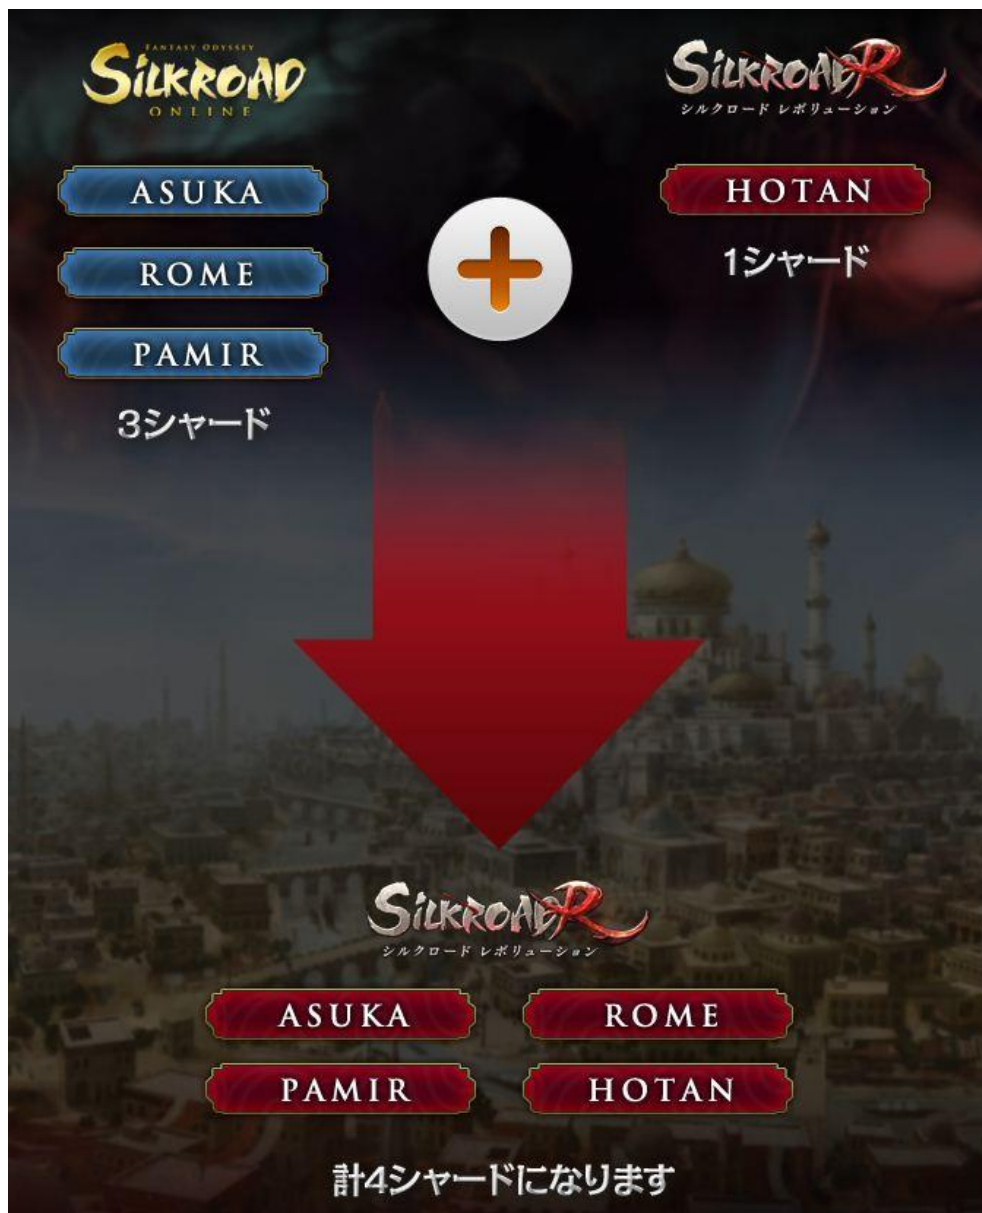 FANTASY ODYSSEY
SILKROAD
ONLINE
ASUKA
ROME
PAMIR
3シャード
SILKROAD R
シルクロード レボリューション
HOTAN
1シャード
SILKROAD R
シルクロード レボリューション
ASUKA
ROME
PAMIR
HOTAN
計4シャードになります